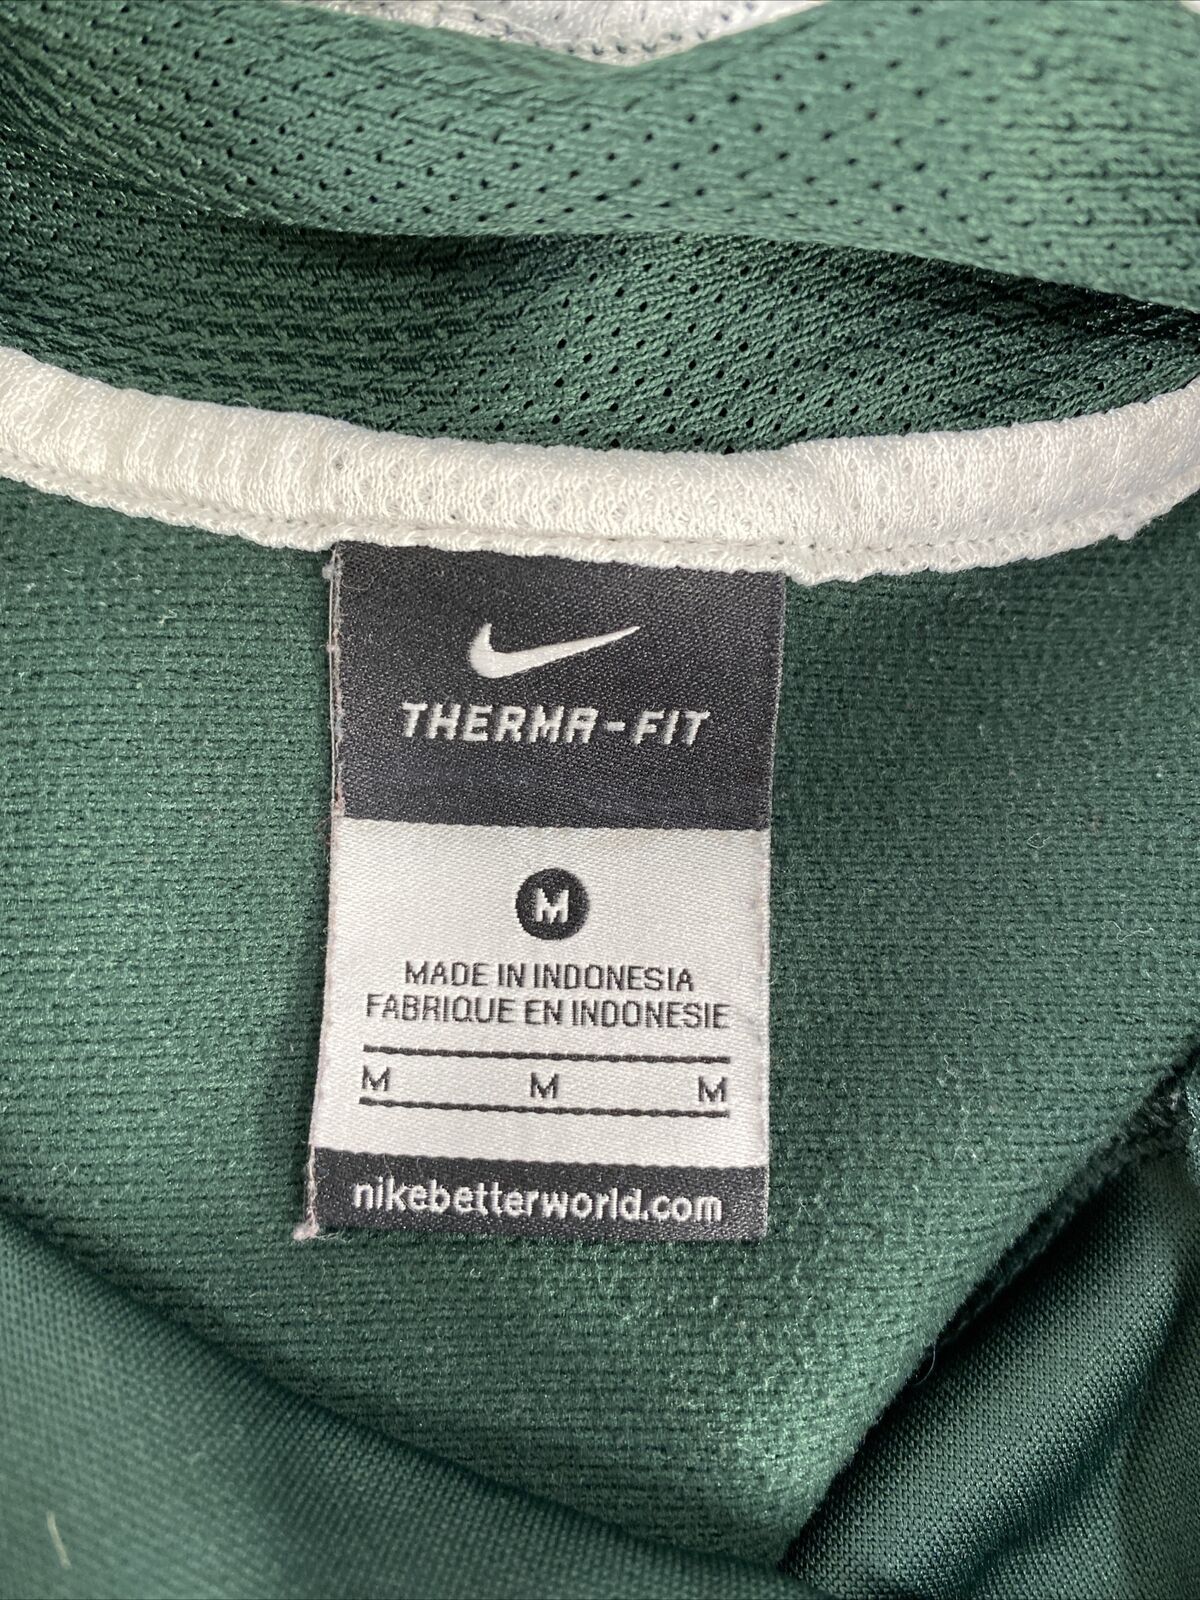 THERMA-FIT
M
MADE IN INDONESIA
FABRIQUE EN INDONESIE
M M M
nikebetterworld.com